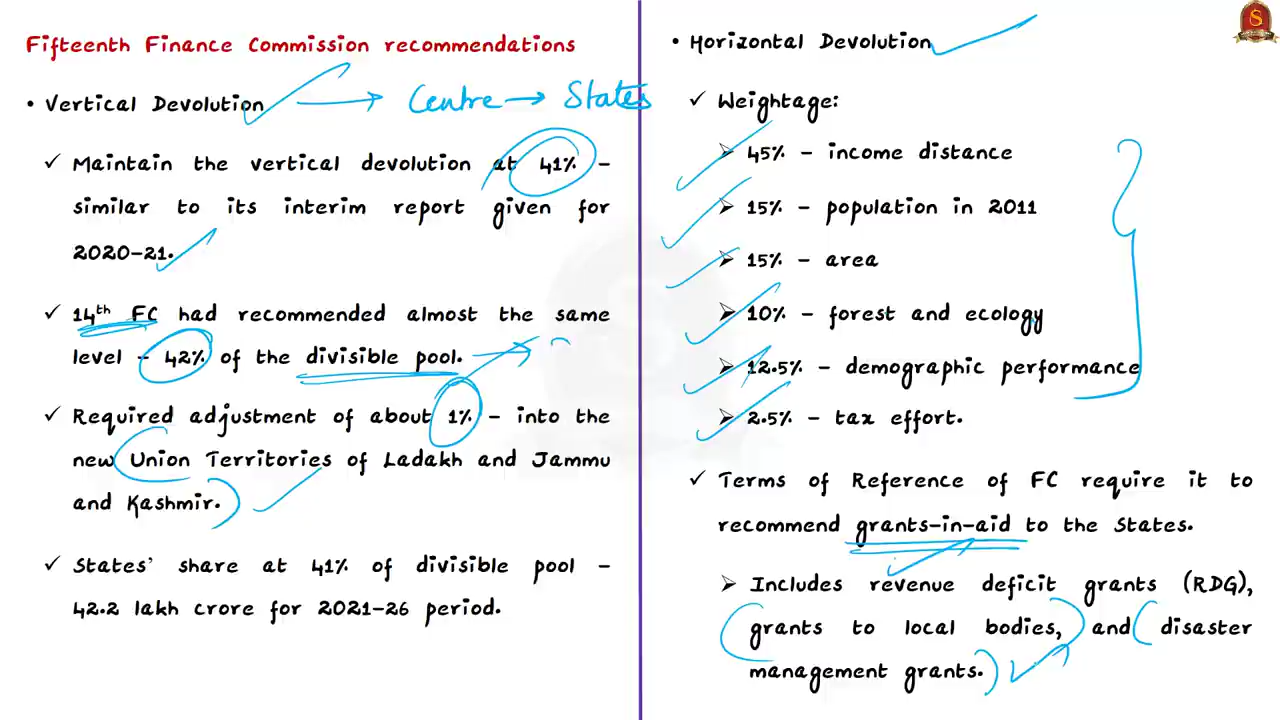 Fifteenth Finance Commission recommendations
• Vertical Devolution → Centre → States
✓ Maintain the vertical devolution at 41% –
similar to its interim report given for
2020-21.
✓ 14th FC had recommended almost the same
level – 42% of the divisible pool.
✓ Required adjustment of about 1% – into the
new Union Territories of Ladakh and Jammu
and Kashmir.
✓ States' share at 41% of divisible pool –
42.2 lakh crore for 2021-26 period.
• Horizontal Devolution
✓ Weightage:
➢ 45% – income distance
➢ 15% – population in 2011
➢ 15% – area
➢ 10% – forest and ecology
➢ 12.5% – demographic performance
➢ 2.5% – tax effort.
✓ Terms of Reference of FC require it to
recommend grants-in-aid to the States.
➢ Includes revenue deficit grants (RDG),
grants to local bodies, and disaster
management grants.